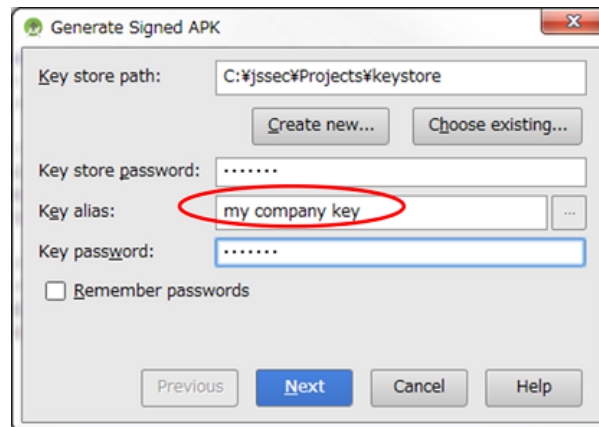 Generate Signed APK
Key store path: C:¥jssec¥Projects¥keystore
Create new... Choose existing...
Key store password: •••••••
Key alias: my company key ...
Key password: •••••••
Remember passwords
Previous Next Cancel Help